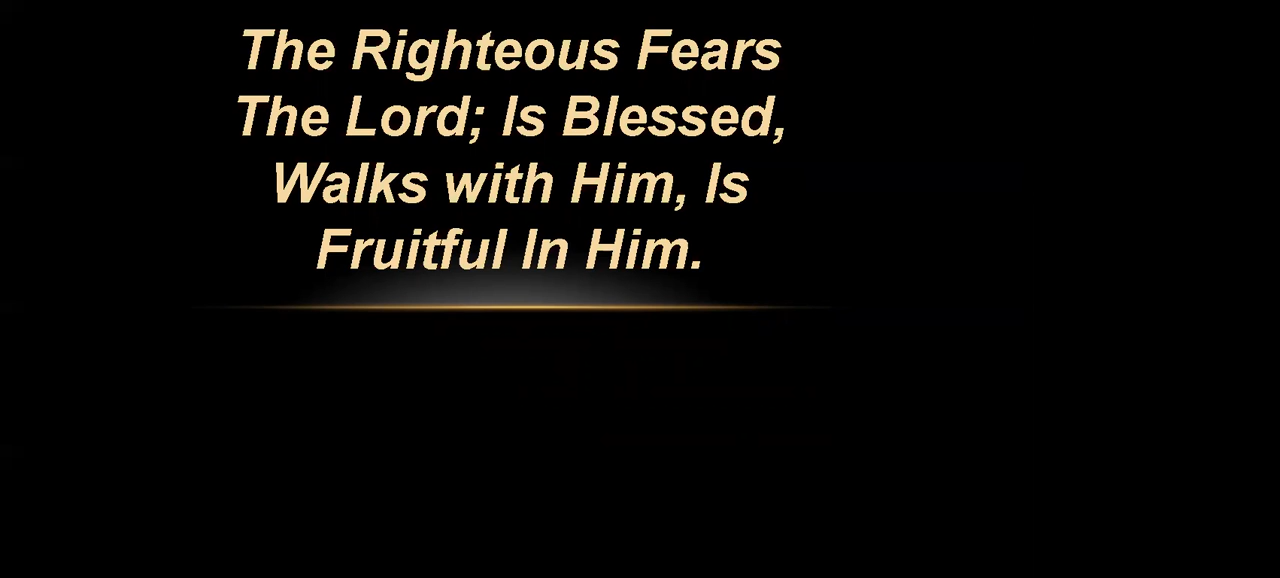 The Righteous Fears
The Lord; Is Blessed,
Walks with Him, Is
Fruitful In Him.